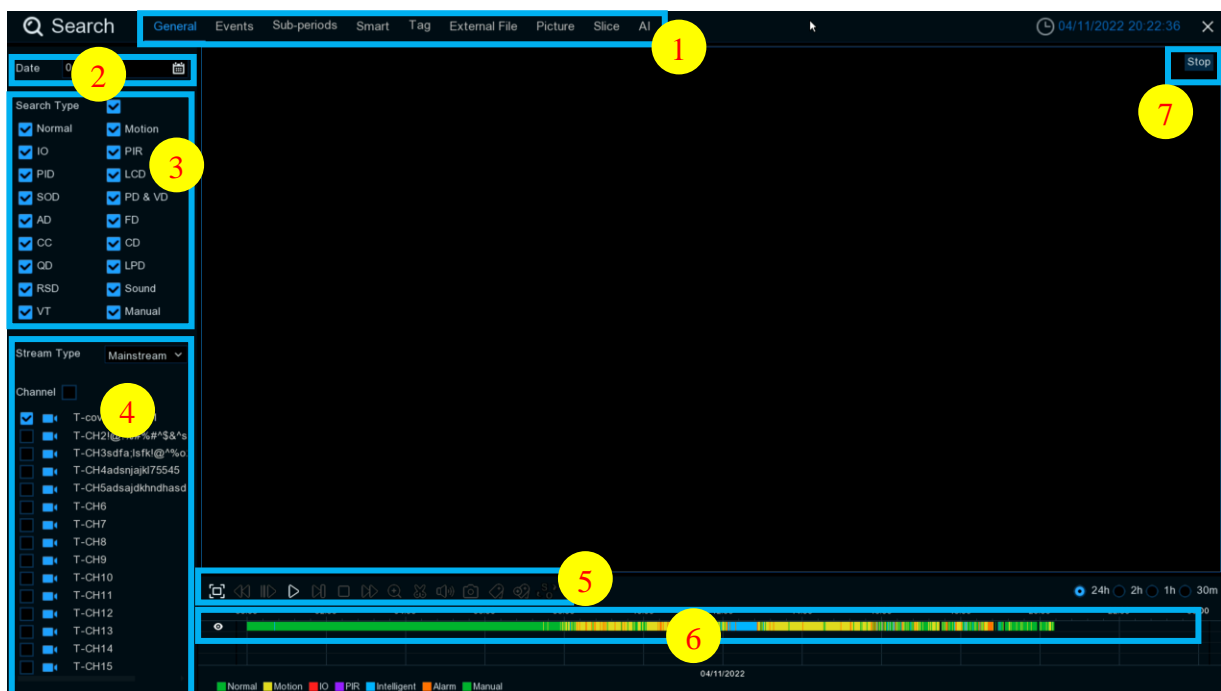 Search General Events Sub-periods Smart Tag External File Picture Slice AI 04/11/2022 20:22:36
1
Date 0
2
Stop
7
Search Type
Normal Motion
IO PIR
3
PID LCD
SOD PD & VD
AD FD
CC CD
QD LPD
RSD Sound
VT Manual
Stream Type Mainstream
Channel
4
T-CH3sdfa;lsfk!@^%o
T-CH4adsnjajkl75545
T-CH5adsajdkhndhasd
T-CH6
T-CH7
T-CH8
T-CH9
T-CH10
T-CH11
T-CH12
T-CH13
T-CH14
T-CH15
5
24h 2h 1h 30m
6
04/11/2022
Normal Motion IO PIR Intelligent Alarm Manual